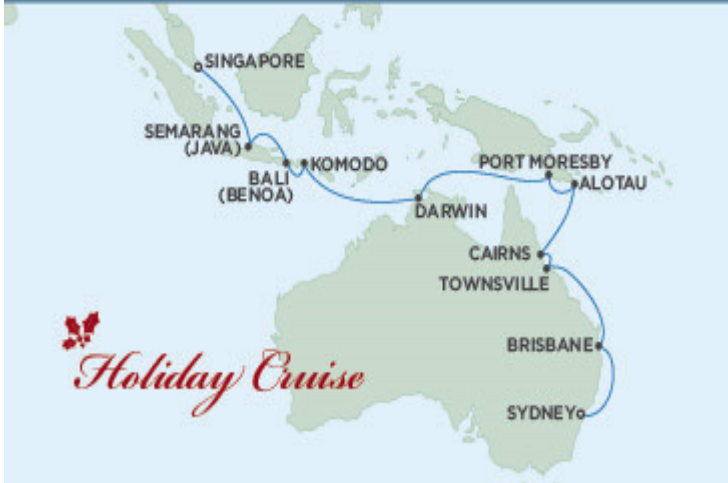 SINGAPORE
SEMARANG
(JAVA)
KOMODO
BALI
(BENOA)
PORT MORESBY
ALOTAU
DARWIN
CAIRNS
TOWNSVILLE
BRISBANE
Holiday Cruise
SYDNEY